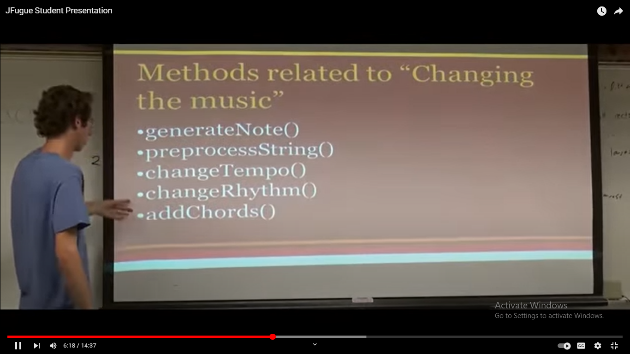 JFugue Student Presentation
Methods related to "Changing
the music"
•generateNote()
•preprocessString()
•changeTempo()
•changeRhythm()
•addChords()
2
Activate Windows
Go to Settings to activate Windows.
6:18 / 14:37